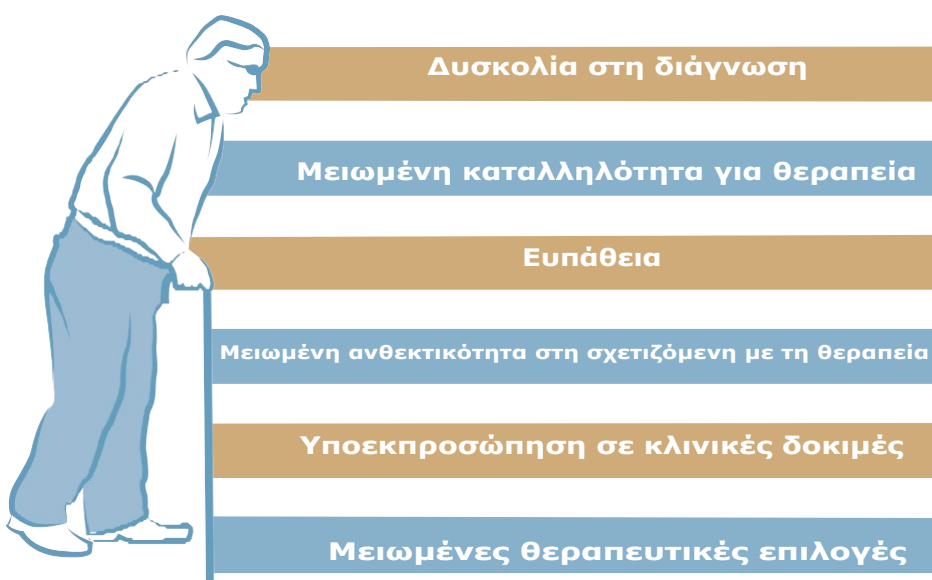 Δυσκολία στη διάγνωση
Μειωμένη καταλληλότητα για θεραπεία
Ευπάθεια
Μειωμένη ανθεκτικότητα στη σχετιζόμενη με τη θεραπεία
Υποεκπροσώπηση σε κλινικές δοκιμές
Μειωμένες θεραπευτικές επιλογές